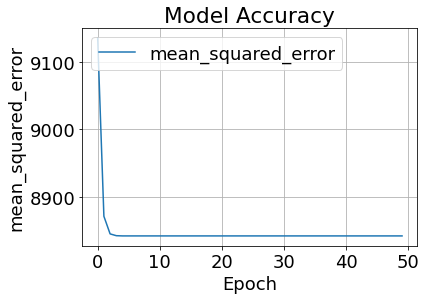 Model Accuracy
mean_squared_error
mean_squared_error
9100
9000
8900
0 10 20 30 40 50
Epoch